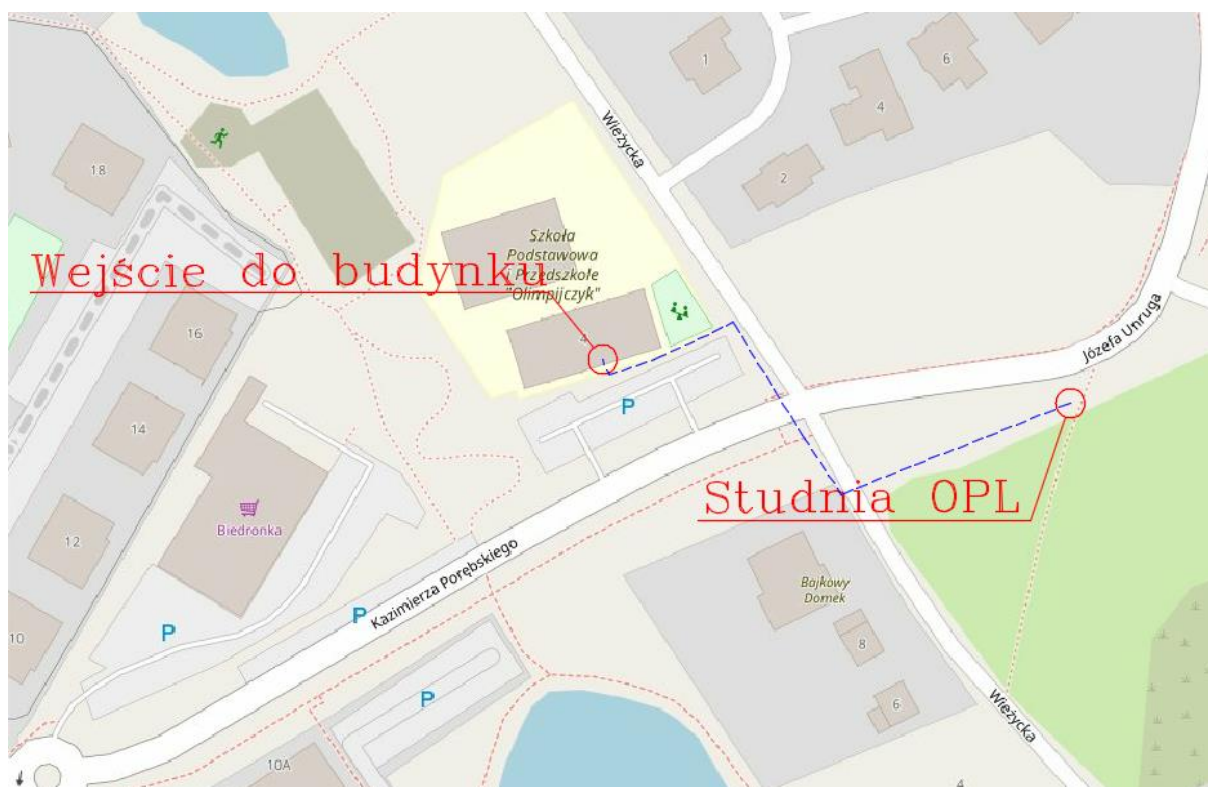 Wieżycka
1
6
4
2
18
Szkoła
Podstawowa
i Przedszkole
"Olimpijczyk"
Wejście do budynku
4
16
Józefa Unruga
P
14
Biedronka
12
Studnia OPL
Kazimierza Porębskiego
Bajkowy
Domek
8
6
P
P
P
10
10A
Wieżycka
4